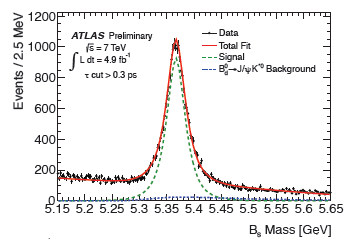 Events / 2.5 MeV
1200
1000
800
600
400
200
0
ATLAS Preliminary
√s = 7 TeV
∫ L dt = 4.9 fb⁻¹
τ cut > 0.3 ps
Data
Total Fit
Signal
B⁰d→J/ψK*⁰ Background
5.15 5.2 5.25 5.3 5.35 5.4 5.45 5.5 5.55 5.6 5.65
Bs Mass [GeV]